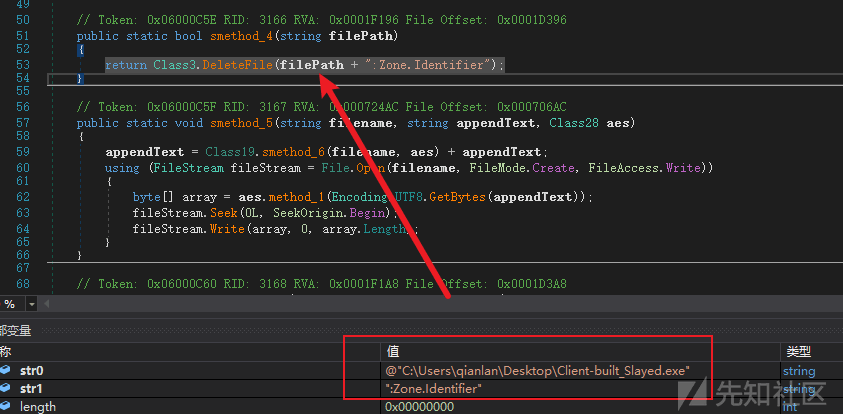 49
50 // Token: 0x06000C5E RID: 3166 RVA: 0x0001F196 File Offset: 0x0001D396
51 public static bool smethod_4(string filePath)
52 {
53 return Class3.DeleteFile(filePath + ":Zone.Identifier");
54 }
55
56 // Token: 0x06000C5F RID: 3167 RVA: 0x000724AC File Offset: 0x000706AC
57 public static void smethod_5(string filename, string appendText, Class28 aes)
58 {
59 appendText = Class19.smethod_6(filename, aes) + appendText;
60 using (FileStream fileStream = File.Open(filename, FileMode.Create, FileAccess.Write))
61 {
62 byte[] array = aes.method_1(Encoding.UTF8.GetBytes(appendText));
63 fileStream.Seek(0L, SeekOrigin.Begin);
64 fileStream.Write(array, 0, array.Length);
65 }
66 }
67
68 // Token: 0x06000C60 RID: 3168 RVA: 0x0001F1A8 File Offset: 0x0001D3A8
%
部变量
称 值 类型
str0 @"C:\Users\qianlan\Desktop\Client-built_Slayed.exe" string
str1 ":Zone.Identifier" string
length 0x00000000 int
先知社区